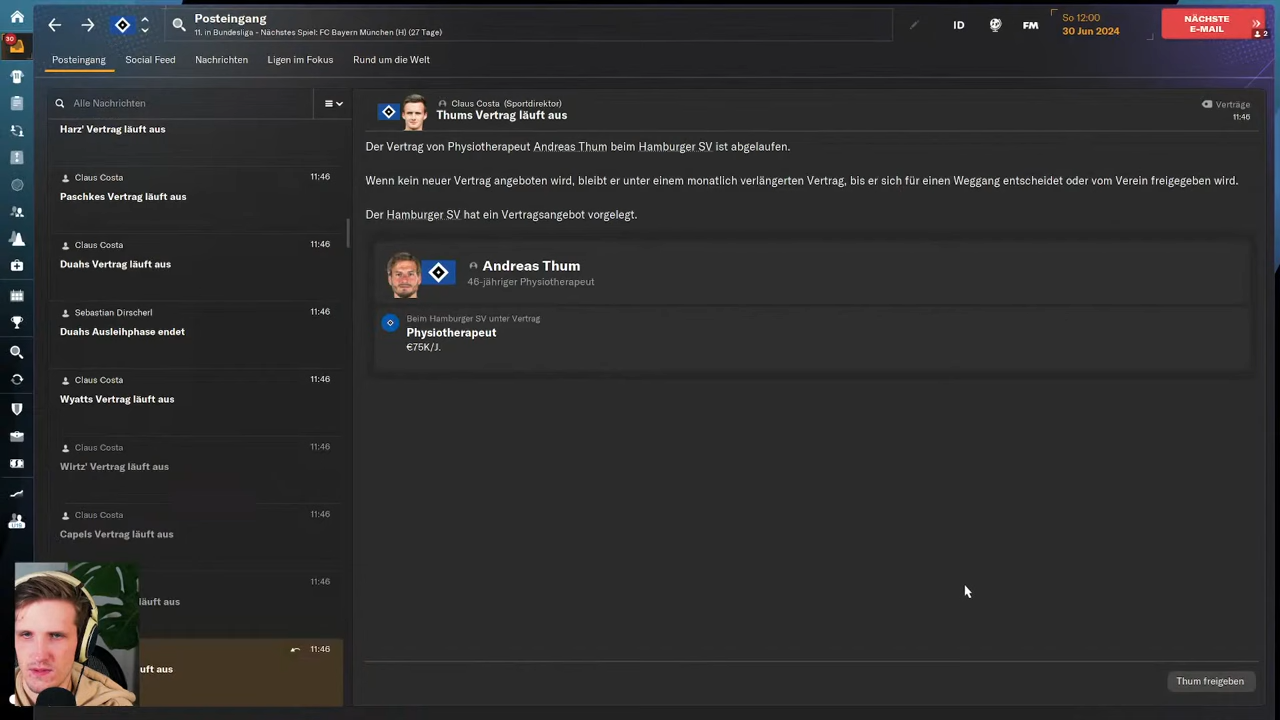 Posteingang
11. in Bundesliga - Nächstes Spiel: FC Bayern München (H) (27 Tage)
ID
FM
So 12:00
30 Jun 2024
NÄCHSTE
E-MAIL
2
30
Posteingang
Social Feed
Nachrichten
Ligen im Fokus
Rund um die Welt
Alle Nachrichten
Harz' Vertrag läuft aus
Claus Costa
11:46
Paschkes Vertrag läuft aus
Claus Costa
11:46
Duahs Vertrag läuft aus
Sebastian Dirscherl
11:46
Duahs Ausleihphase endet
Claus Costa
11:46
Wyatts Vertrag läuft aus
Claus Costa
11:46
Wirtz' Vertrag läuft aus
Claus Costa
11:46
Capels Vertrag läuft aus
11:46
läuft aus
11:46
uft aus
U19
Claus Costa (Sportdirektor)
Thums Vertrag läuft aus
Verträge
11:46
Der Vertrag von Physiotherapeut Andreas Thum beim Hamburger SV ist abgelaufen.
Wenn kein neuer Vertrag angeboten wird, bleibt er unter einem monatlich verlängerten Vertrag, bis er sich für einen Weggang entscheidet oder vom Verein freigegeben wird.
Der Hamburger SV hat ein Vertragsangebot vorgelegt.
Andreas Thum
46-jähriger Physiotherapeut
Beim Hamburger SV unter Vertrag
Physiotherapeut
€75K/J.
Thum freigeben